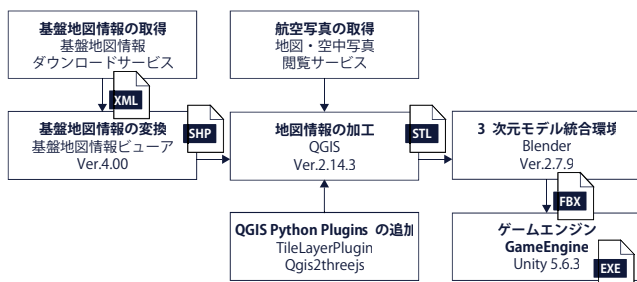 基盤地図情報の取得
基盤地図情報
ダウンロードサービス
航空写真の取得
地図・空中写真
閲覧サービス
XML
基盤地図情報の変換
基盤地図情報ビューア
Ver.4.00
SHP
地図情報の加工
QGIS
Ver.2.14.3
STL
3 次元モデル統合環境
Blender
Ver.2.7.9
FBX
QGIS Python Plugins の追加
TileLayerPlugin
Qgis2threejs
ゲームエンジン
GameEngine
Unity 5.6.3
EXE